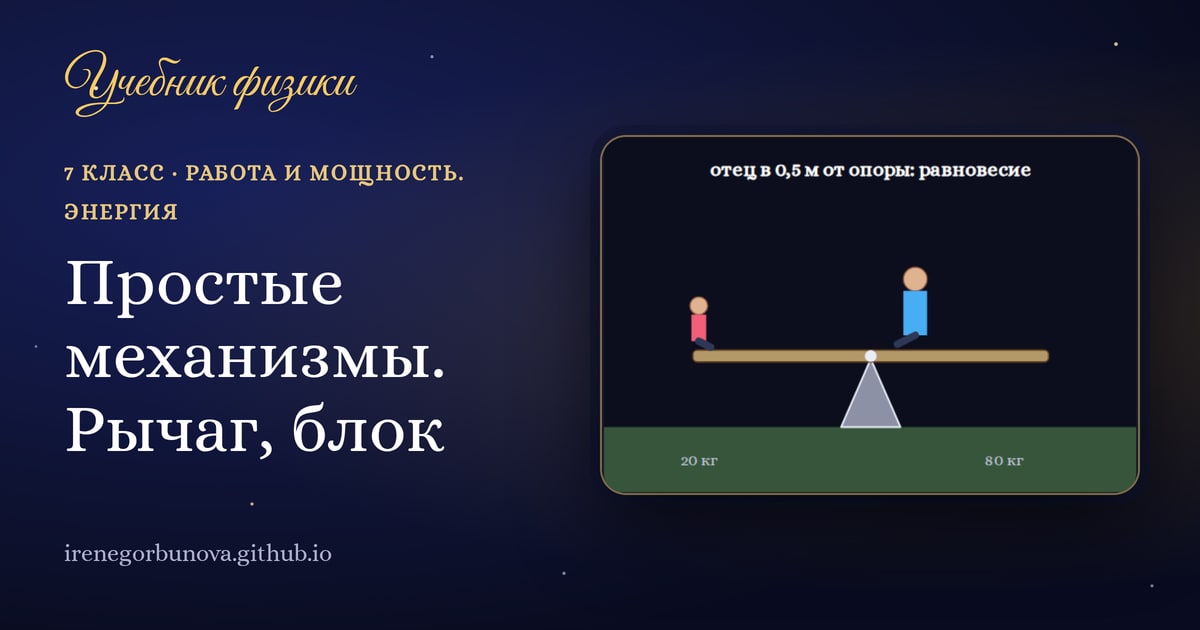 Учебник физики
7 КЛАСС · РАБОТА И МОЩНОСТЬ.
ЭНЕРГИЯ
Простые
механизмы.
Рычаг, блок
irenegorbunova.github.io
отец в 0,5 м от опоры: равновесие
20 кг
80 кг